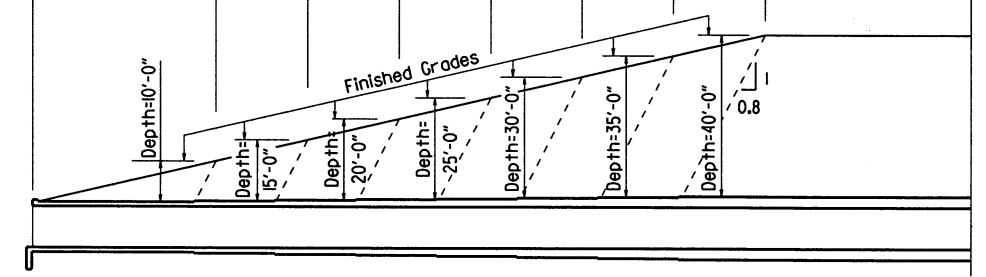 Finished Grades
Depth=10'-0"
Depth=
15'-0"
Depth=
20'-0"
Depth=
25'-0"
Depth=30'-0"
Depth=35'-0"
Depth=40'-0"
1
0.8